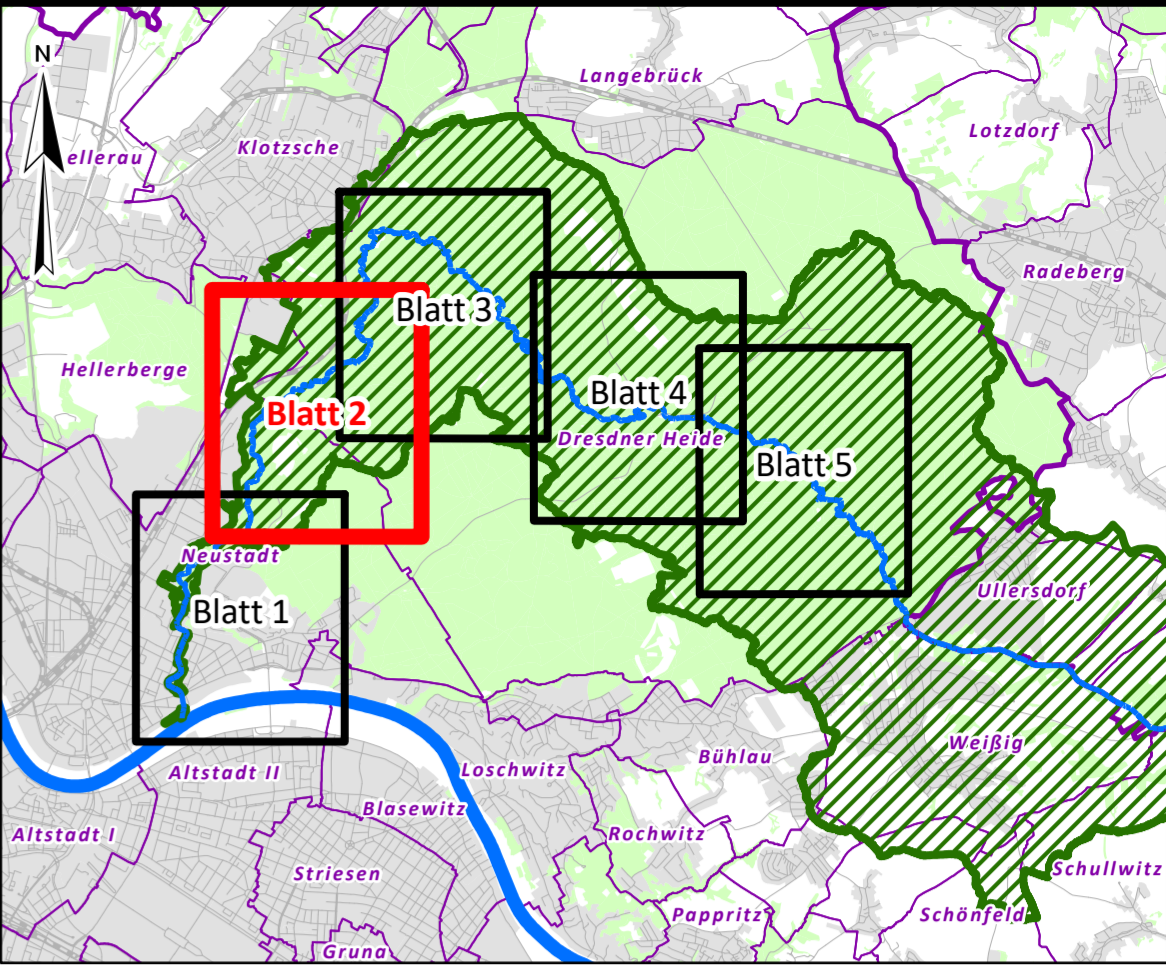 N
Langebrück
Lotzdorf
ellerau
Klotzsche
Radeberg
Blatt 3
Hellerberge
Blatt 4
Blatt 2
Dresdner Heide
Blatt 5
Neustadt
Ullersdorf
Blatt 1
Weißig
Bühlau
Altstadt II
Loschwitz
Blasewitz
Altstadt I
Rochwitz
Striesen
Schullwitz
Pappritz
Schönfeld
Gruna